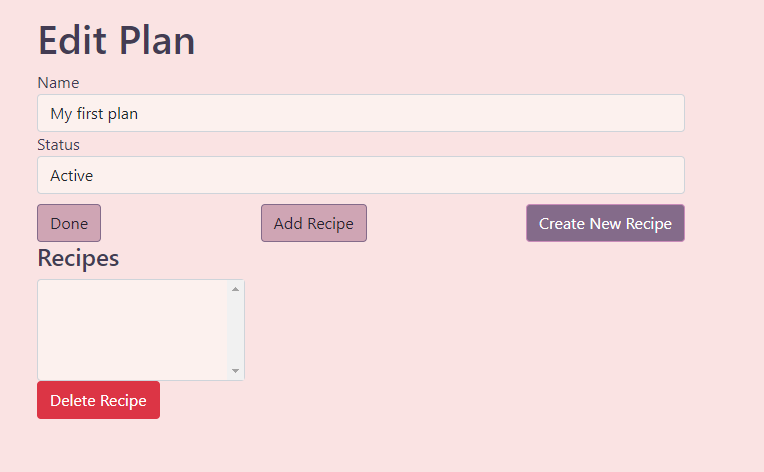 Edit Plan
Name
My first plan
Status
Active
Done Add Recipe Create New Recipe
Recipes
Delete Recipe